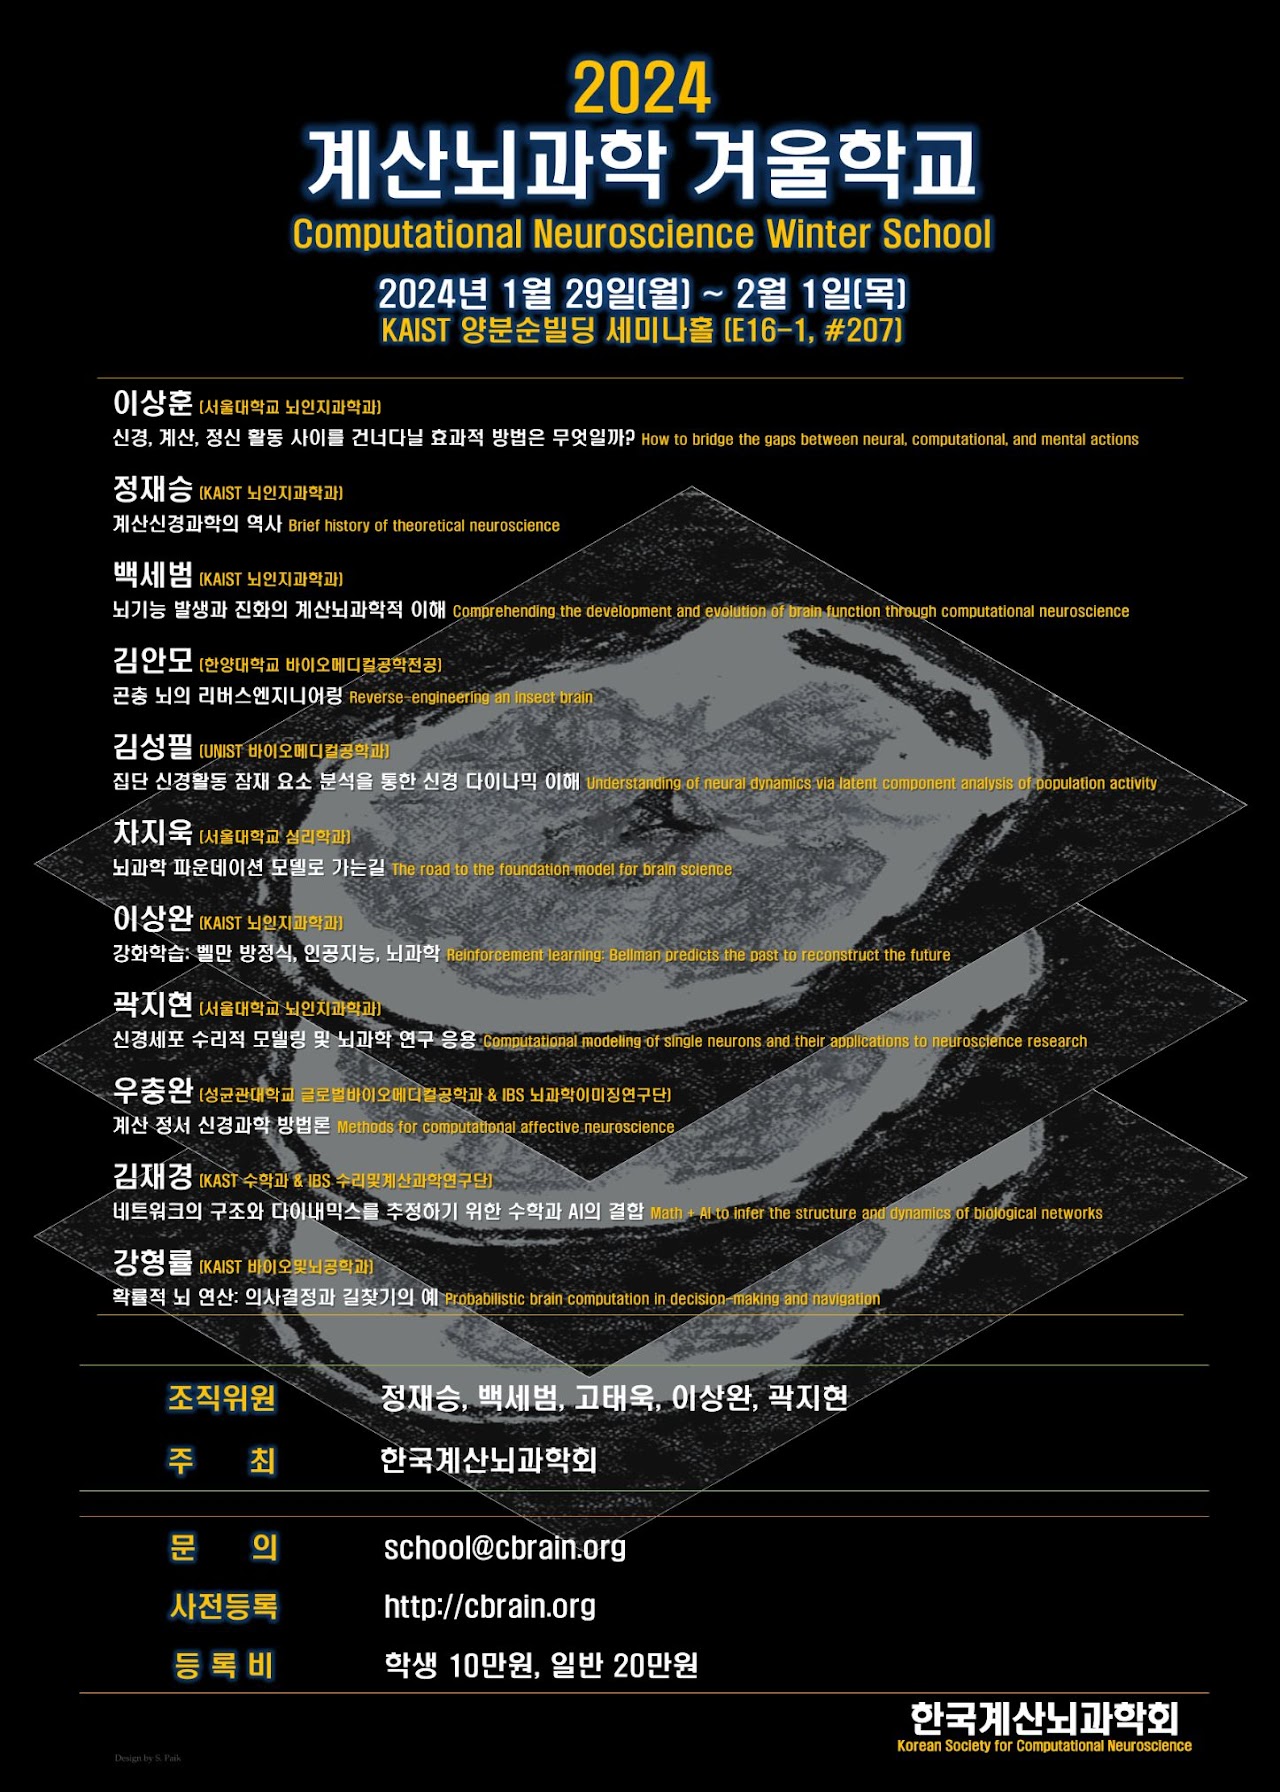 2024
계산뇌과학 겨울학교
Computational Neuroscience Winter School
2024년 1월 29일(월) ~ 2월 1일(목)
KAIST 양분순빌딩 세미나홀 (E16-1, #207)
이상훈 (서울대학교 뇌인지과학과)
신경, 계산, 정신 활동 사이를 건너다닐 효과적 방법은 무엇일까? How to bridge the gaps between neural, computational, and mental actions
정재승 (KAIST 뇌인지과학과)
계산신경과학의 역사 Brief history of theoretical neuroscience
백세범 (KAIST 뇌인지과학과)
뇌기능 발생과 진화의 계산뇌과학적 이해 Comprehending the development and evolution of brain function through computational neuroscience
김안모 (한양대학교 바이오메디컬공학전공)
곤충 뇌의 리버스엔지니어링 Reverse-engineering an insect brain
김성필 (UNIST 바이오메디컬공학과)
집단 신경활동 잠재 요소 분석을 통한 신경 다이나믹 이해 Understanding of neural dynamics via latent component analysis of population activity
차지욱 (서울대학교 심리학과)
뇌과학 파운데이션 모델로 가는길 The road to the foundation model for brain science
이상완 (KAIST 뇌인지과학과)
강화학습: 벨만 방정식, 인공지능, 뇌과학 Reinforcement learning: Bellman predicts the past to reconstruct the future
곽지현 (서울대학교 뇌인지과학과)
신경세포 수리적 모델링 및 뇌과학 연구 응용 Computational modeling of single neurons and their applications to neuroscience research
우충완 (성균관대학교 글로벌바이오메디컬공학과 & IBS 뇌과학이미징연구단)
계산 정서 신경과학 방법론 Methods for computational affective neuroscience
김재경 (KAST 수학과 & IBS 수리및계산과학연구단)
네트워크의 구조와 다이내믹스를 추정하기 위한 수학과 AI의 결합 Math + AI to infer the structure and dynamics of biological networks
강형률 (KAIST 바이오및뇌공학과)
확률적 뇌 연산: 의사결정과 길찾기의 예 Probabilistic brain computation in decision-making and navigation
조직위원 정재승, 백세범, 고태욱, 이상완, 곽지현
주 최 한국계산뇌과학회
문 의 school@cbrain.org
사전등록 http://cbrain.org
등 록 비 학생 10만원, 일반 20만원
한국계산뇌과학회
Korean Society for Computational Neuroscience
Design by S. Paik